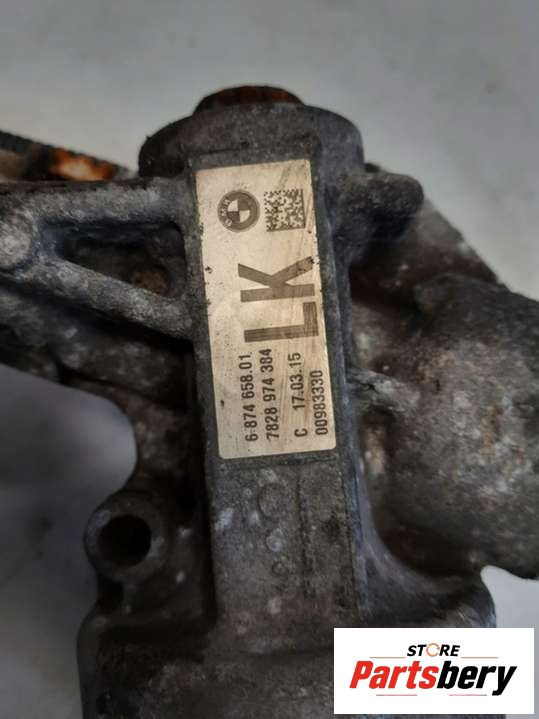 LK
6 874 658.01
7828 974 384
C 17.03.15
00983330
STORE
Partsbery